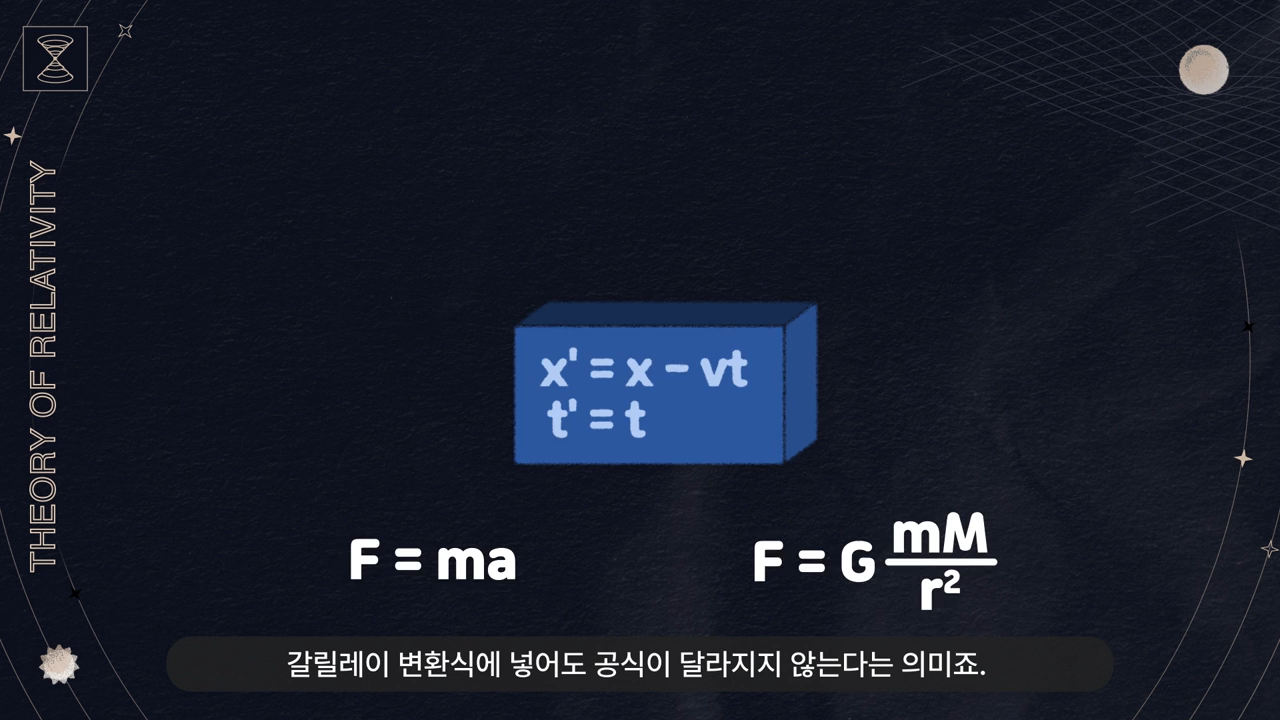 THEORY OF RELATIVITY
x' = x - vt
t' = t
F = ma
F = G mM/r²
갈릴레이 변환식에 넣어도 공식이 달라지지 않는다는 의미죠.